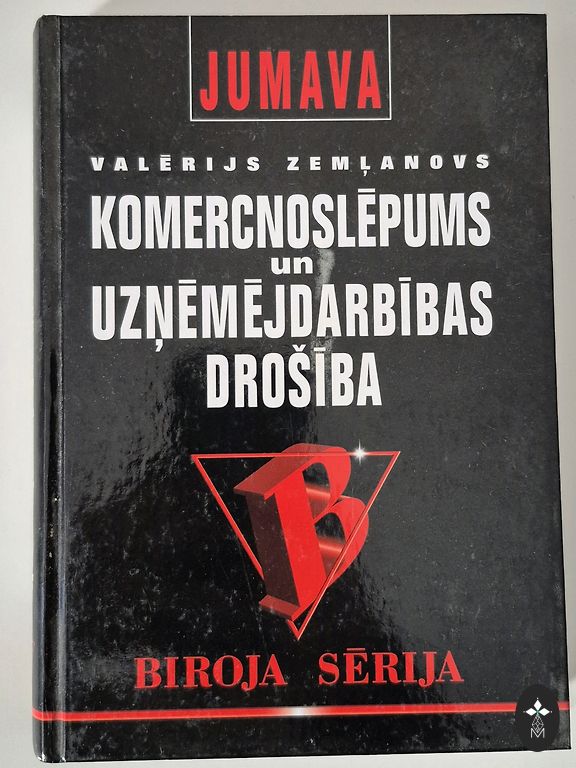 JUMAVA
VALĒRIJS ZEMĻANOVS
KOMERCNOSLĒPUMS
un
UZŅĒMĒJDARBĪBAS
DROŠĪBA
B
BIROJA SĒRIJA
M